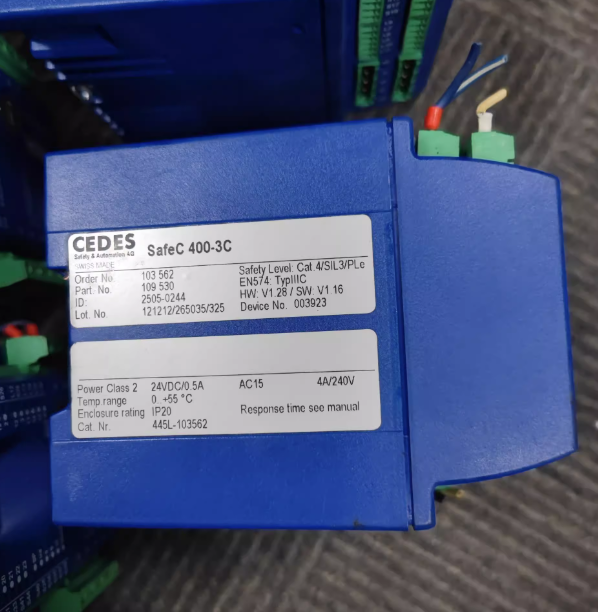 CEDES
Safety & Automation AG
SWISS MADE
SafeC 400-3C
Order No. 103 562
Part. No. 109 530
ID: 2505-0244
Lot. No. 121212/265035/325
Safety Level: Cat.4/SIL3/PLe
EN574: TypIIIC
HW: V1.28 / SW: V1 16
Device No. 003923
Power Class 2 24VDC/0.5A AC15 4A/240V
Temp range 0. +55 °C
Enclosure rating IP20 Response time see manual
Cat. Nr. 445L-103562